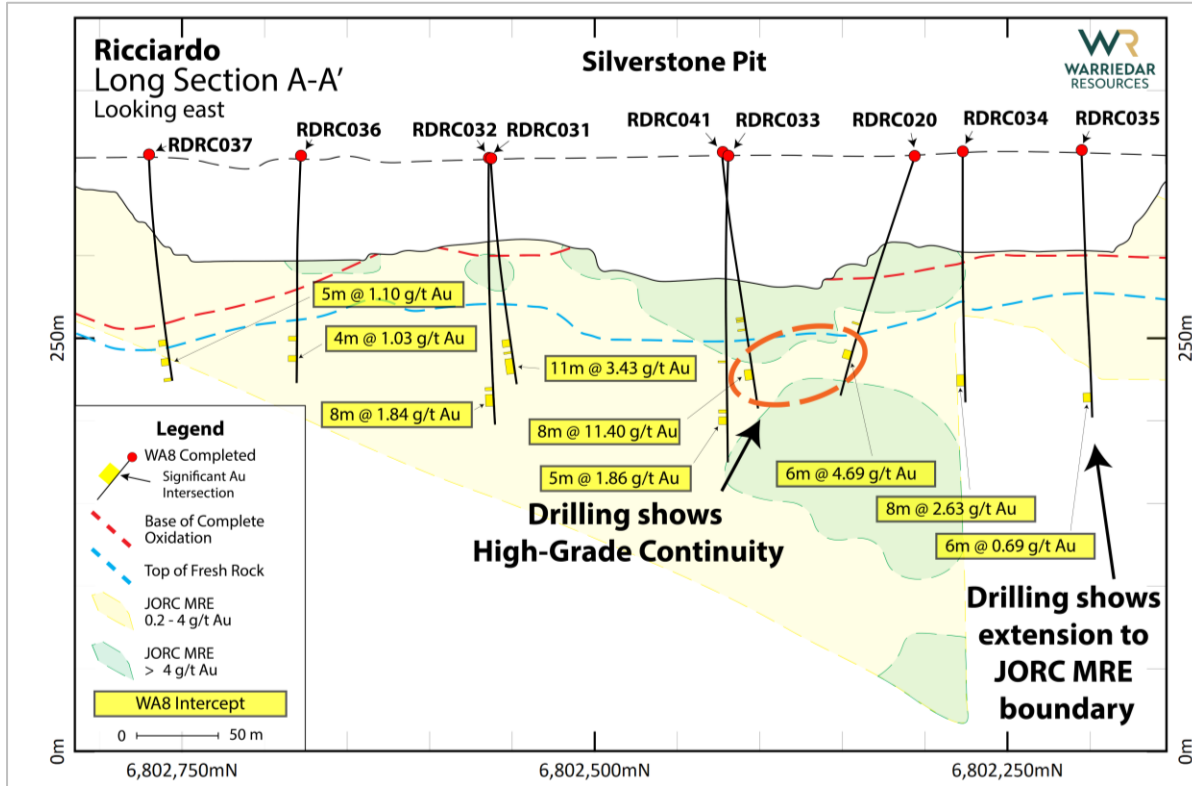 Ricciardo
Long Section A-A'
Looking east
Silverstone Pit
WARRIEDAR
RESOURCES
RDRC037
RDRC036
RDRC032
RDRC031
RDRC041
RDRC033
RDRC020
RDRC034
RDRC035
5m @ 1.10 g/t Au
4m @ 1.03 g/t Au
11m @ 3.43 g/t Au
8m @ 1.84 g/t Au
8m @ 11.40 g/t Au
5m @ 1.86 g/t Au
6m @ 4.69 g/t Au
8m @ 2.63 g/t Au
6m @ 0.69 g/t Au
Drilling shows
High-Grade Continuity
Drilling shows
extension to
JORC MRE
boundary
Legend
WA8 Completed
Significant Au
Intersection
Base of Complete
Oxidation
Top of Fresh Rock
JORC MRE
0.2 - 4 g/t Au
JORC MRE
> 4 g/t Au
WA8 Intercept
0 50 m
250m
250m
0m
0m
6,802,750mN
6,802,500mN
6,802,250mN